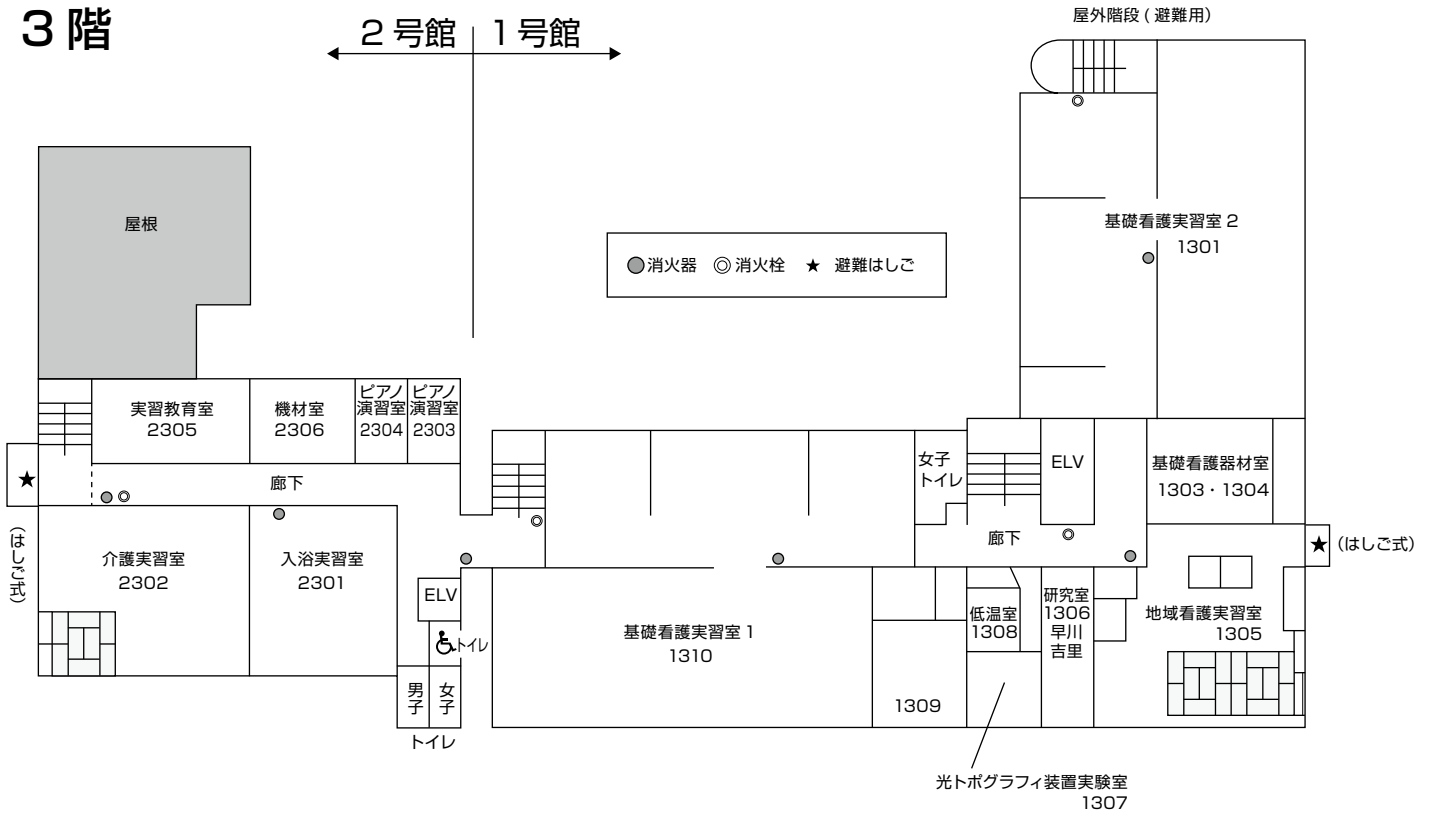 3 階
2 号館
1 号館
屋外階段 ( 避難用)
屋根
消火器 消火栓 ★ 避難はしご
基礎看護実習室 2
1301
実習教育室
2305
機材室
2306
ピアノ
演習室
2304
ピアノ
演習室
2303
廊下
★
(はしご式)
介護実習室
2302
入浴実習室
2301
ELV
トイレ
男子
女子
トイレ
基礎看護実習室 1
1310
女子
トイレ
ELV
廊下
基礎看護器材室
1303・1304
★ (はしご式)
地域看護実習室
1305
研究室
1306
早川
吉里
低温室
1308
1309
光トポグラフィ装置実験室
1307